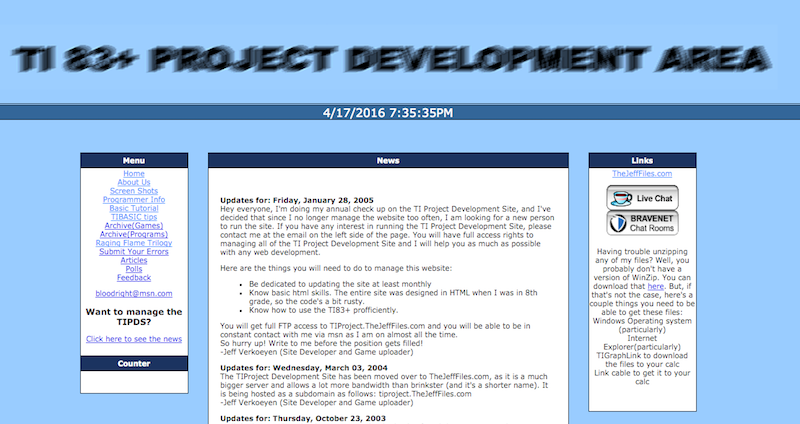 TI 83+ PROJECT DEVELOPMENT AREA
4/17/2016 7:35:35PM
Menu
Home
About Us
Screen Shots
Programmer Info
Basic Tutorial
TIBASIC tips
Archive(Games)
Archive(Programs)
Raging Flame Trilogy
Submit Your Errors
Articles
Polls
Feedback
bloodright@msn.com
Want to manage the
TIPDS?
Click here to see the news
Counter
News
Updates for: Friday, January 28, 2005
Hey everyone, I'm doing my annual check up on the TI Project Development Site, and I've
decided that since I no longer manage the website too often, I am looking for a new person
to run the site. If you have any interest in running the TI Project Development Site, please
contact me at the email on the left side of the page. You will have full access rights to
managing all of the TI Project Development Site and I will help you as much as possible
with any web development.
Here are the things you will need to do to manage this website:
• Be dedicated to updating the site at least monthly
• Know basic html skills. The entire site was designed in HTML when I was in 8th
grade, so the code's a bit rusty.
• Know how to use the TI83+ profficiently.
You will get full FTP access to TIProject.TheJeffFiles.com and you will be able to be in
constant contact with me via msn as I am on almost all the time.
So hurry up! Write to me before the position gets filled!
-Jeff Verkoeyen (Site Developer and Game uploader)
Updates for: Wednesday, March 03, 2004
The TIProject Development Site has been moved over to TheJeffFiles.com, as it is a much
bigger server and allows a lot more bandwidth than brinkster (and it's a shorter name). It
is being hosted as a subdomain as follows: tiproject.TheJeffFiles.com
-Jeff Verkoeyen (Site Developer and Game uploader)
Updates for: Thursday, October 23, 2003
Links
TheJeffFiles.com
Live Chat
BRAVENET
Chat Rooms
Having trouble unzipping
any of my files? Well, you
probably don't have a
version of WinZip. You can
download that here. But, if
that's not the case, here's a
couple things you need to be
able to get these files:
Windows Operating system
(particularly)
Internet
Explorer(particularly)
TIGraphLink to download
the files to your calc
Link cable to get it to your
calc